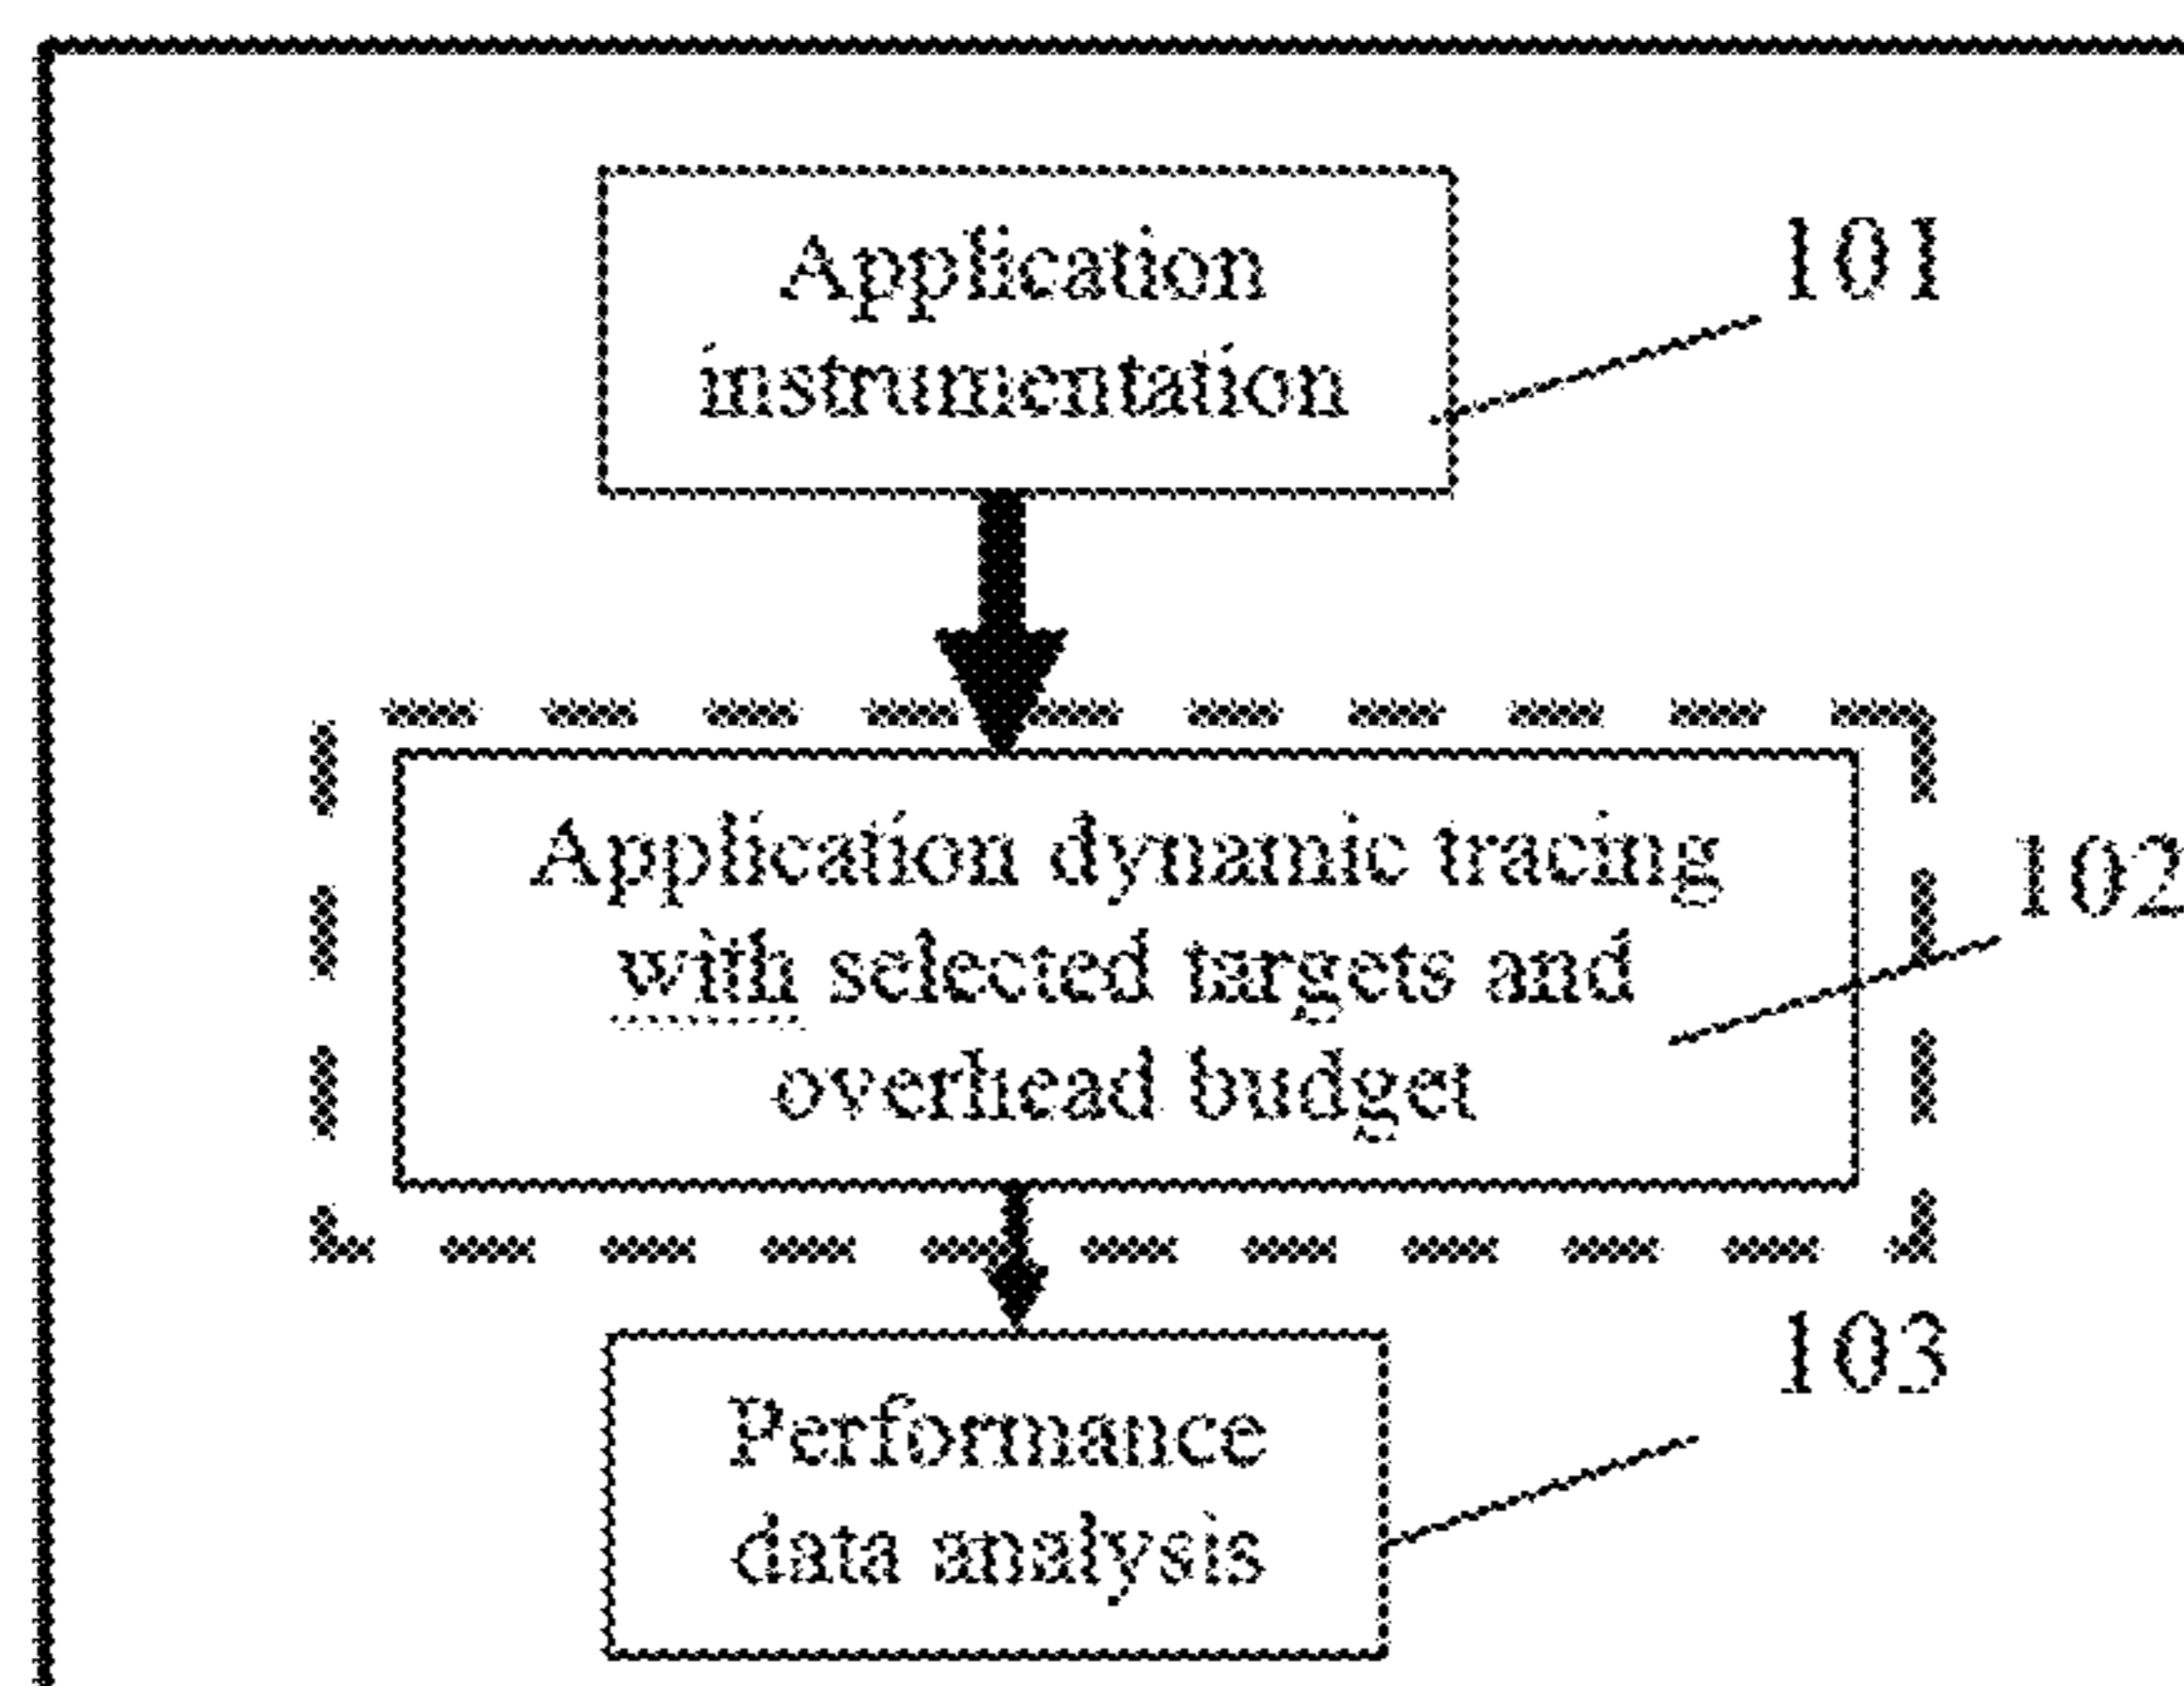 Application
instrumentation
101
Application dynamic tracing
with selected targets and
overhead budget
102
103
Performance
data analysis